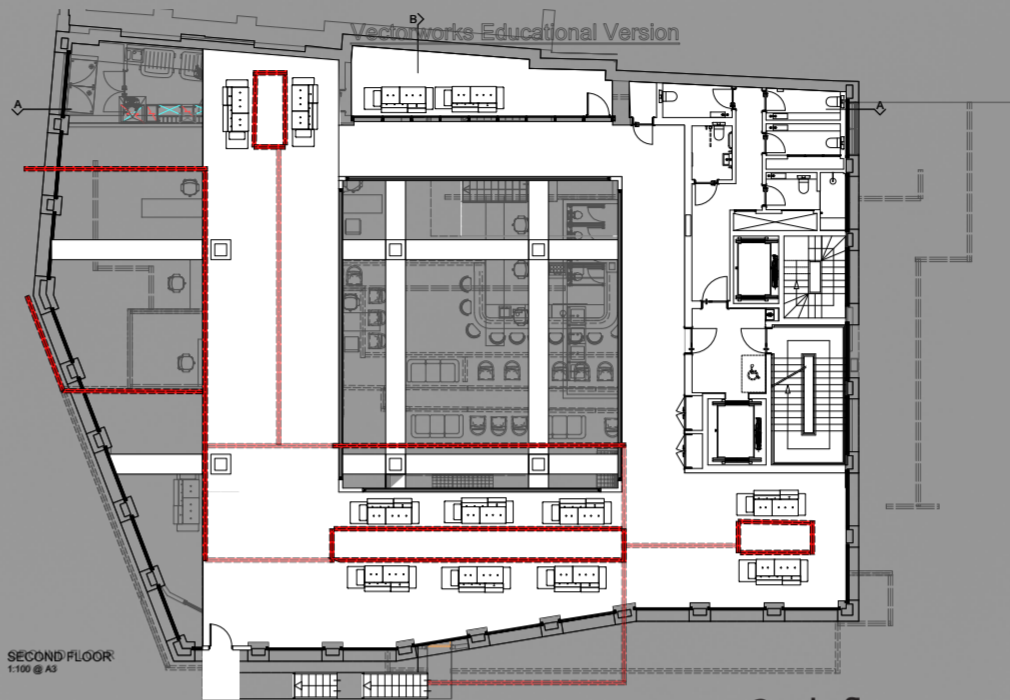 B
Vectorworks Educational Version
A
A
SECOND FLOOR
1:100 @ A3